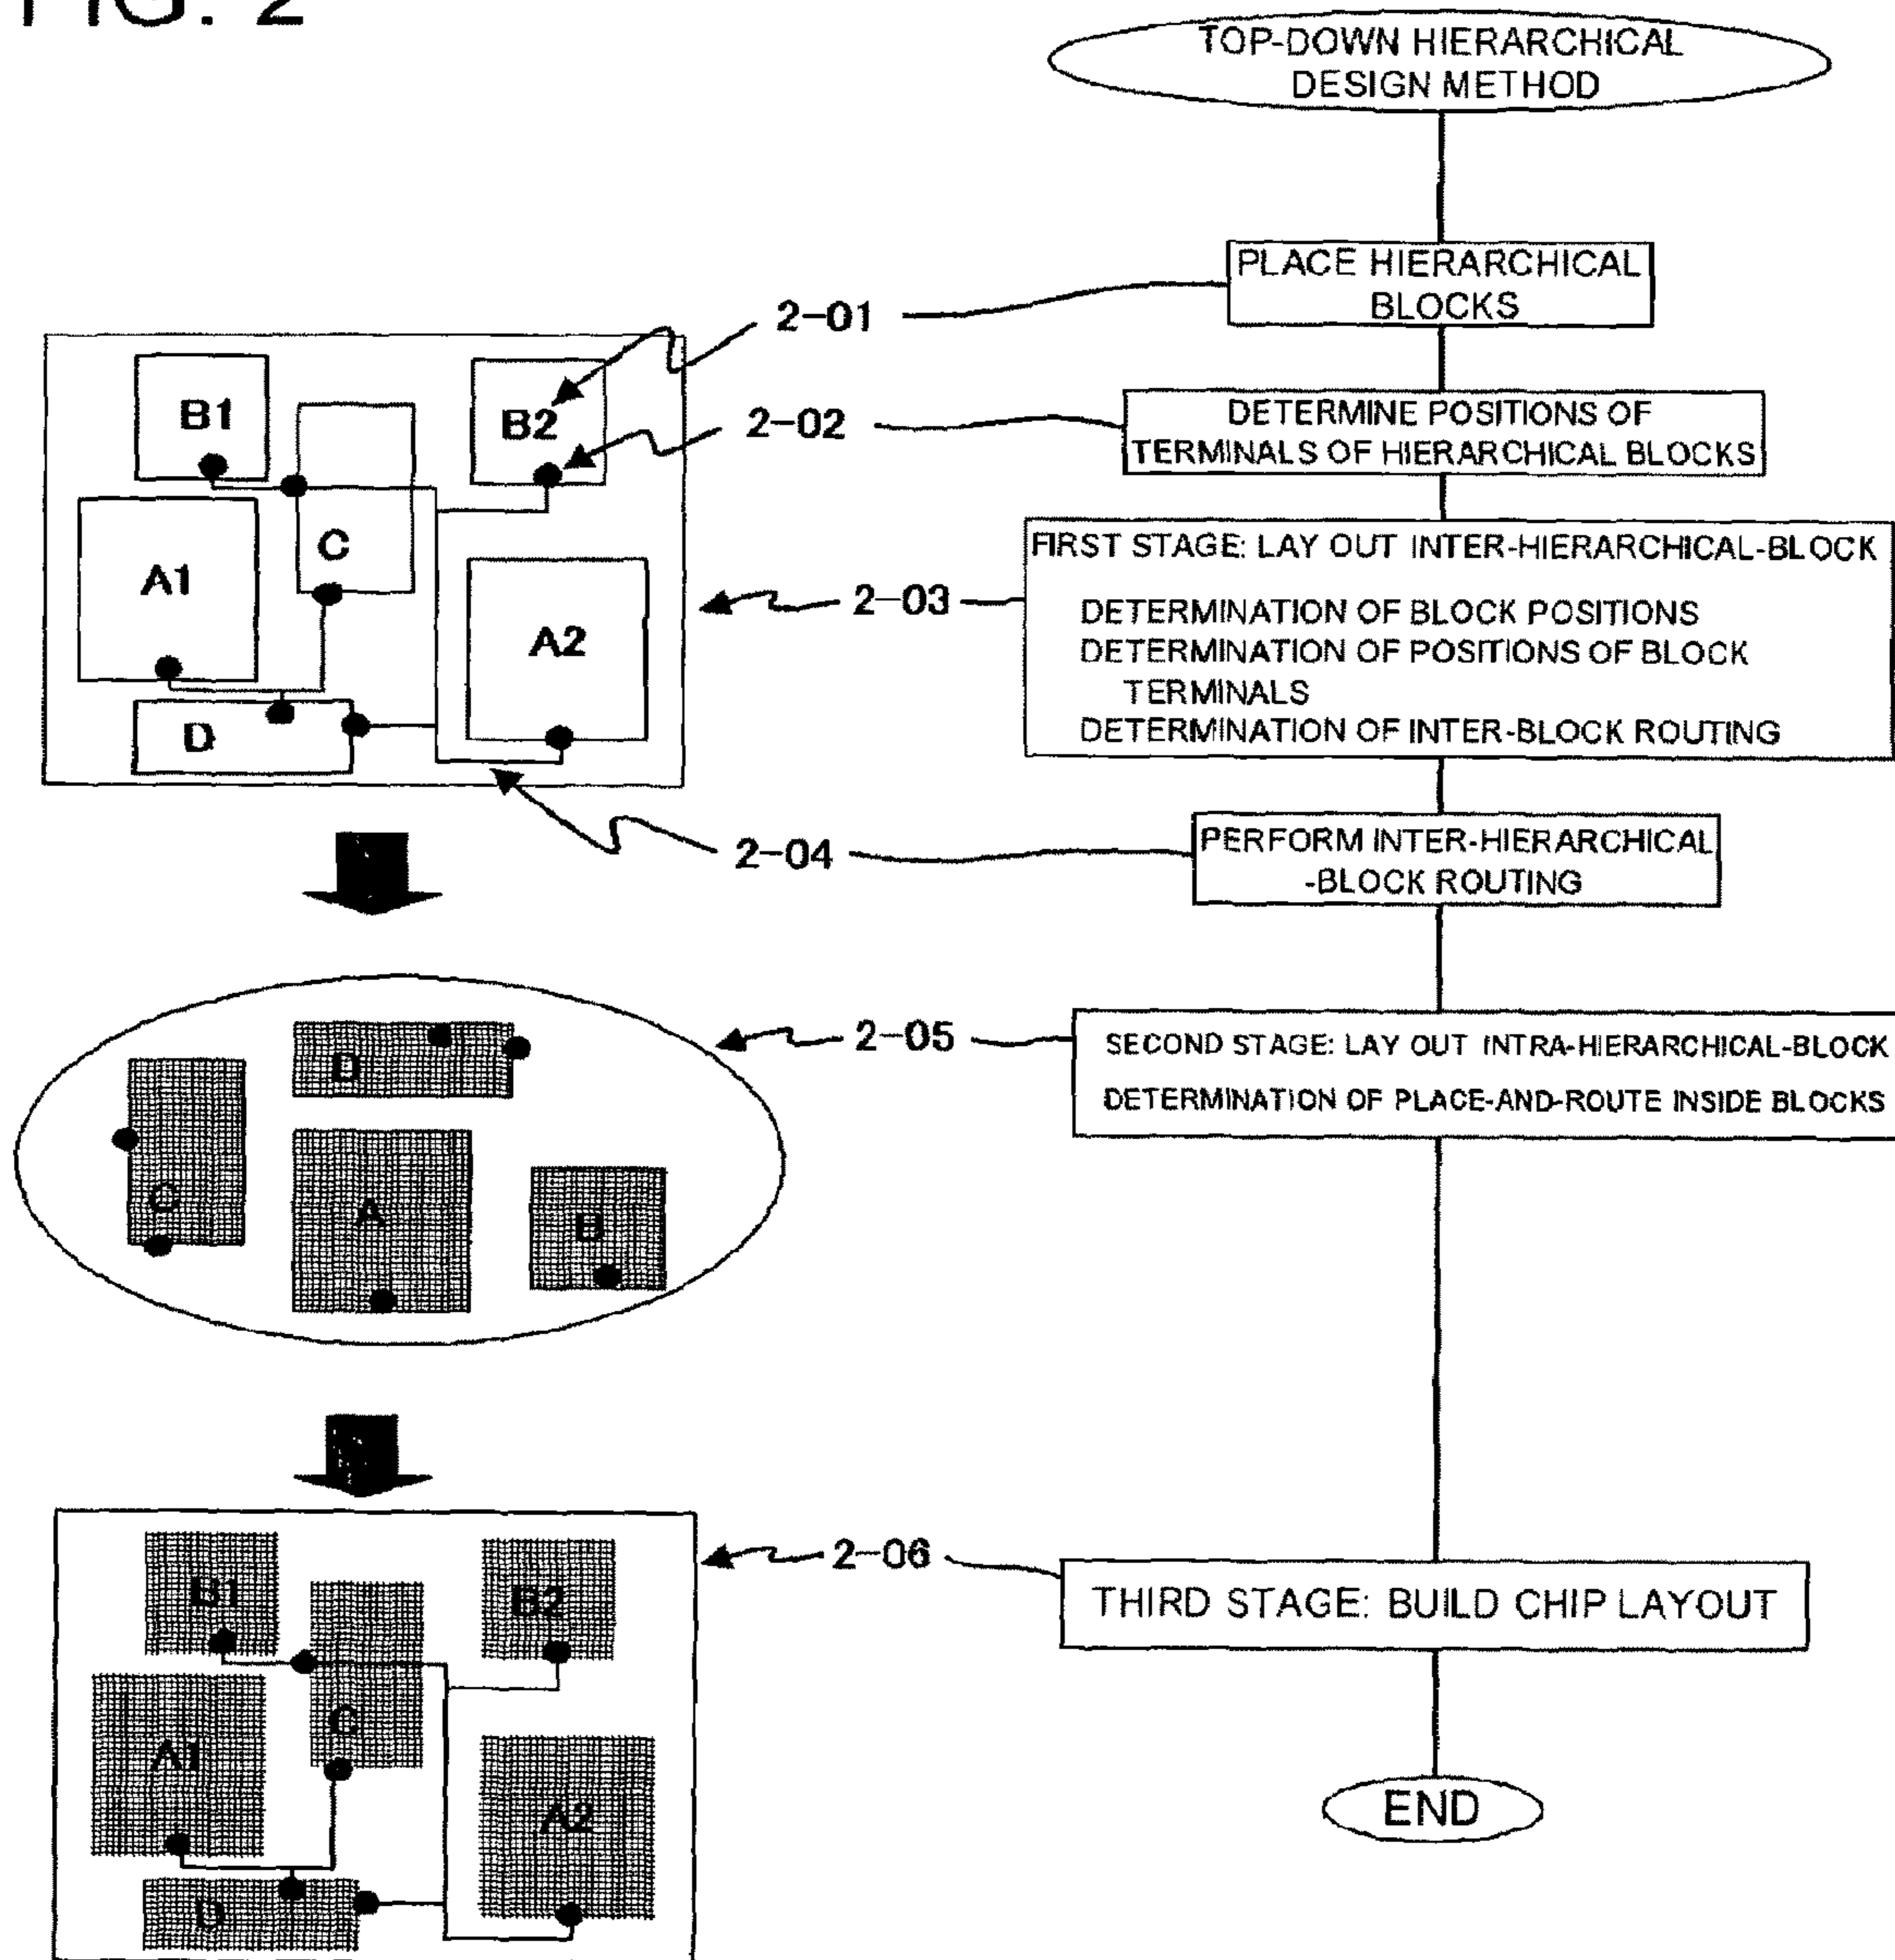 FIG. 2
TOP-DOWN HIERARCHICAL
DESIGN METHOD
PLACE HIERARCHICAL
BLOCKS
2-01
DETERMINE POSITIONS OF
TERMINALS OF HIERARCHICAL BLOCKS
2-02
B1
B2
C
A1
A2
D
FIRST STAGE: LAY OUT INTER-HIERARCHICAL-BLOCK
DETERMINATION OF BLOCK POSITIONS
DETERMINATION OF POSITIONS OF BLOCK
TERMINALS
DETERMINATION OF INTER-BLOCK ROUTING
2-03
PERFORM INTER-HIERARCHICAL
-BLOCK ROUTING
2-04
SECOND STAGE: LAY OUT INTRA-HIERARCHICAL-BLOCK
DETERMINATION OF PLACE-AND-ROUTE INSIDE BLOCKS
2-05
D
C
A
B
THIRD STAGE: BUILD CHIP LAYOUT
2-06
B1
B2
C
A1
A2
D
END